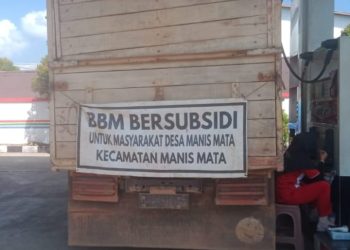 BBM BERSUBSIDI
UNTUK MASYARAKAT DESA MANIS MATA
KECAMATAN MANIS MATA